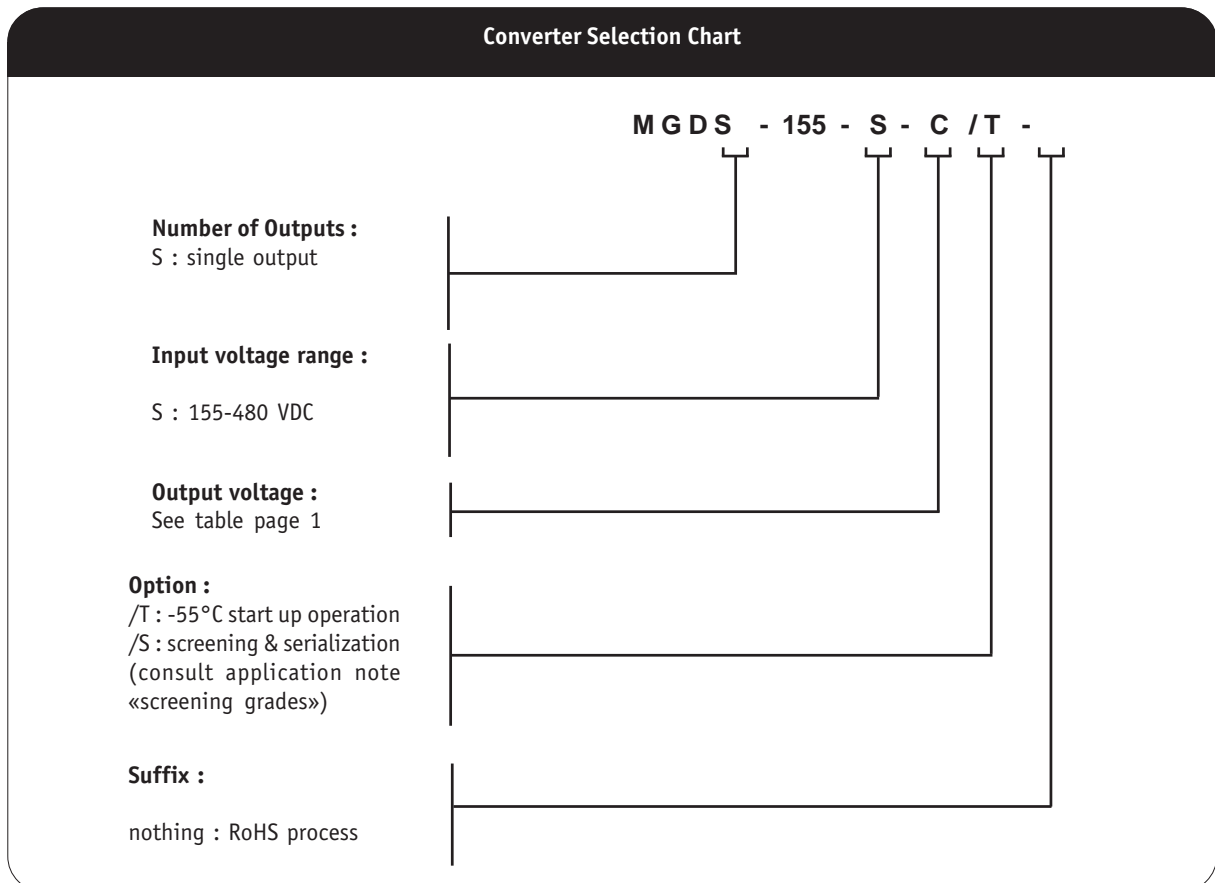 Converter Selection Chart
MGDS - 155 - S - C /T -
Number of Outputs :
S : single output
Input voltage range :
S : 155-480 VDC
Output voltage :
See table page 1
Option :
/T : -55°C start up operation
/S : screening & serialization
(consult application note
«screening grades»)
Suffix :
nothing : RoHS process